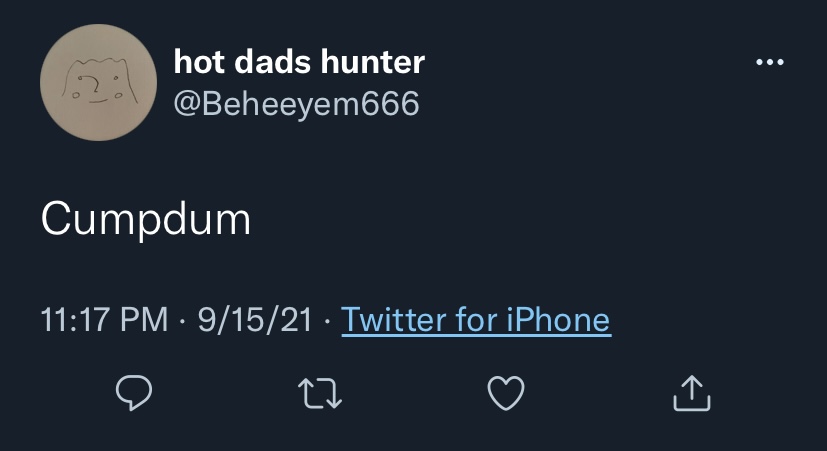 hot dads hunter
@Beheeyem666
Cumpdum
11:17 PM · 9/15/21 · Twitter for iPhone